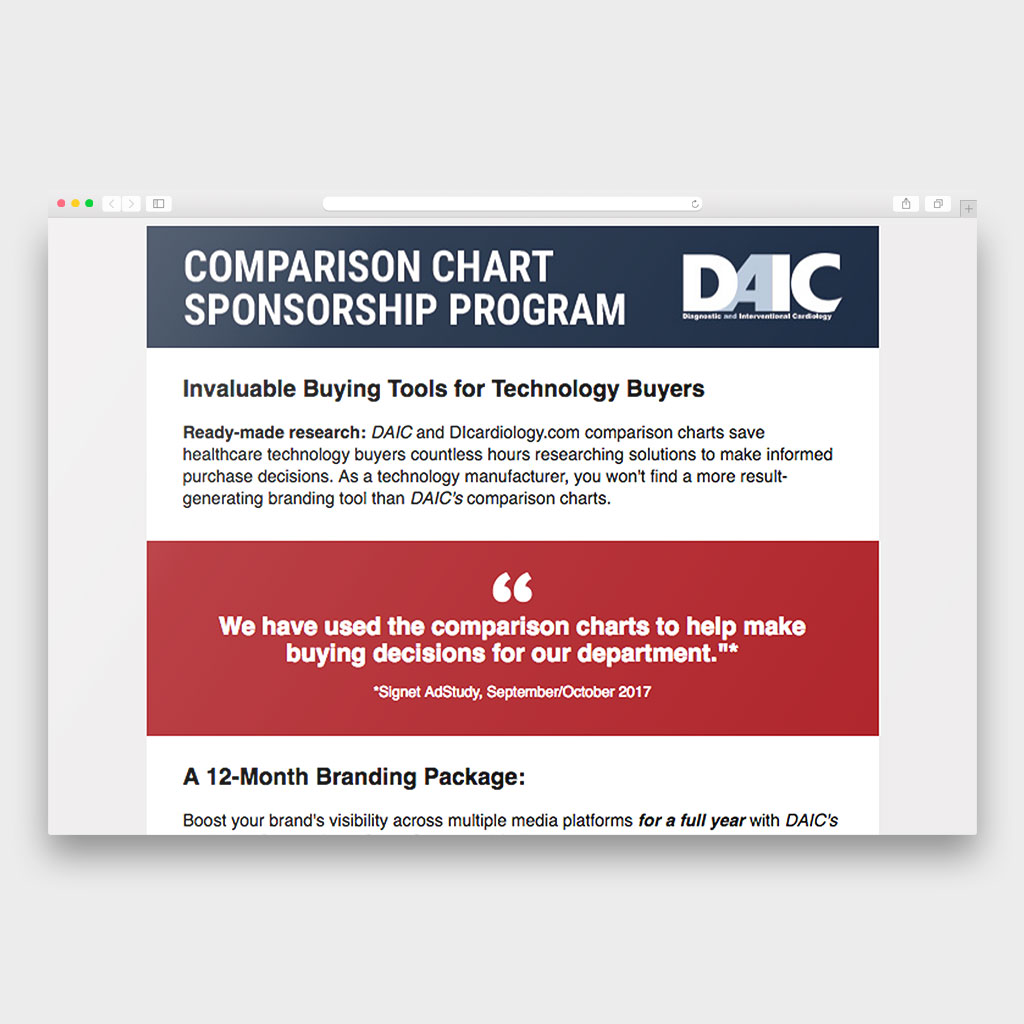 COMPARISON CHART
SPONSORSHIP PROGRAM
DAIC
Diagnostic and Interventional Cardiology
Invaluable Buying Tools for Technology Buyers
Ready-made research: DAIC and DIcardiology.com comparison charts save
healthcare technology buyers countless hours researching solutions to make informed
purchase decisions. As a technology manufacturer, you won't find a more result-
generating branding tool than DAIC's comparison charts.
“
We have used the comparison charts to help make
buying decisions for our department."*
*Signet AdStudy, September/October 2017
A 12-Month Branding Package:
Boost your brand's visibility across multiple media platforms for a full year with DAIC's